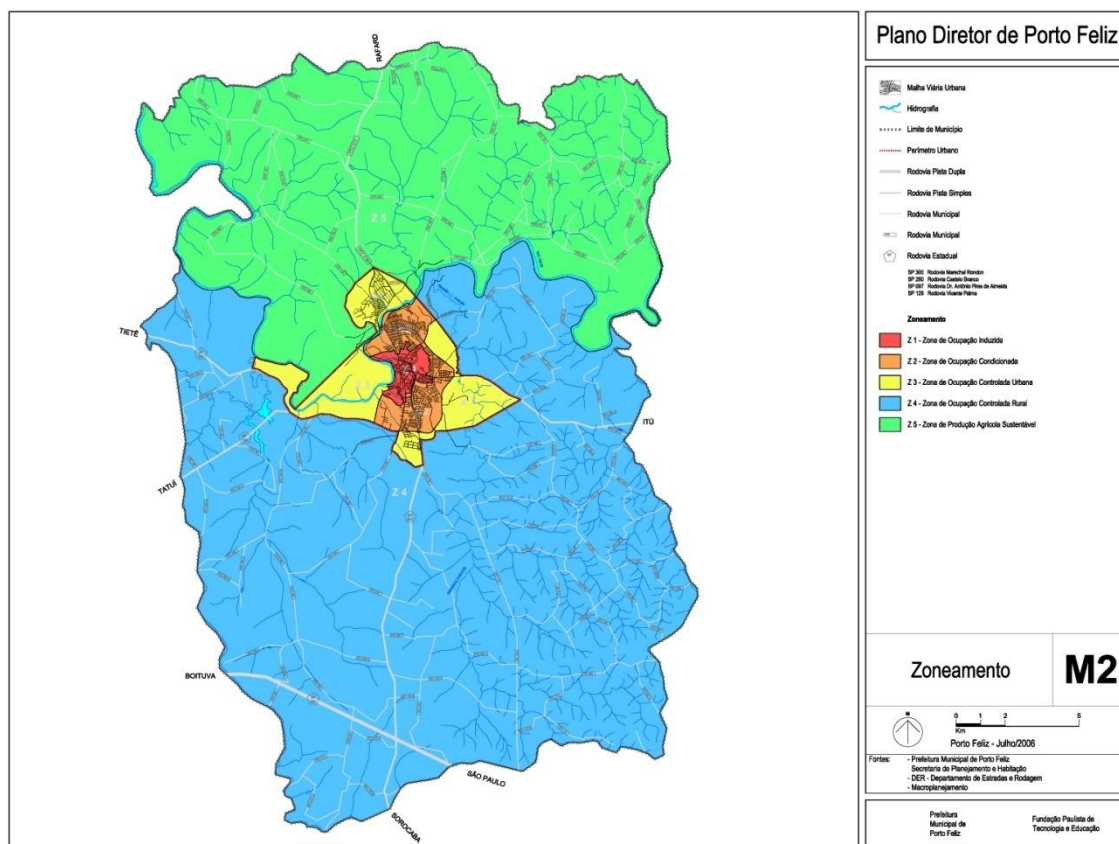 Plano Diretor de Porto Feliz
Malha Viária Urbana
Hidrografia
Limite de Município
Perímetro Urbano
Rodovia Pista Dupla
Rodovia Pista Simples
Rodovia Municipal
Rodovia Municipal
Rodovia Estadual
SP 300 Rodovia Marechal Rondon
SP 280 Rodovia Castelo Branco
SP 097 Rodovia Dr. Antônio Pires de Almeida
SP 129 Rodovia Vicente Palma
Zoneamento
Z 1 - Zona de Ocupação Induzida
Z 2 - Zona de Ocupação Condicionada
Z 3 - Zona de Ocupação Controlada Urbana
Z 4 - Zona de Ocupação Controlada Rural
Z 5 - Zona de Produção Agrícola Sustentável
RAFARD
Z 5
TIETÊ
Z 3
ITÚ
TATUÍ
Z 4
BOITUVA
SÃO PAULO
SOROCABA
Zoneamento
M2
N
0 1 2 5
Km
Porto Feliz - Julho/2006
Fontes: - Prefeitura Municipal de Porto Feliz
Secretaria de Planejamento e Habitação
- DER - Departamento de Estradas e Rodagem
- Macroplanejamento
Prefeitura
Municipal de
Porto Feliz
Fundação Paulista de
Tecnologia e Educação